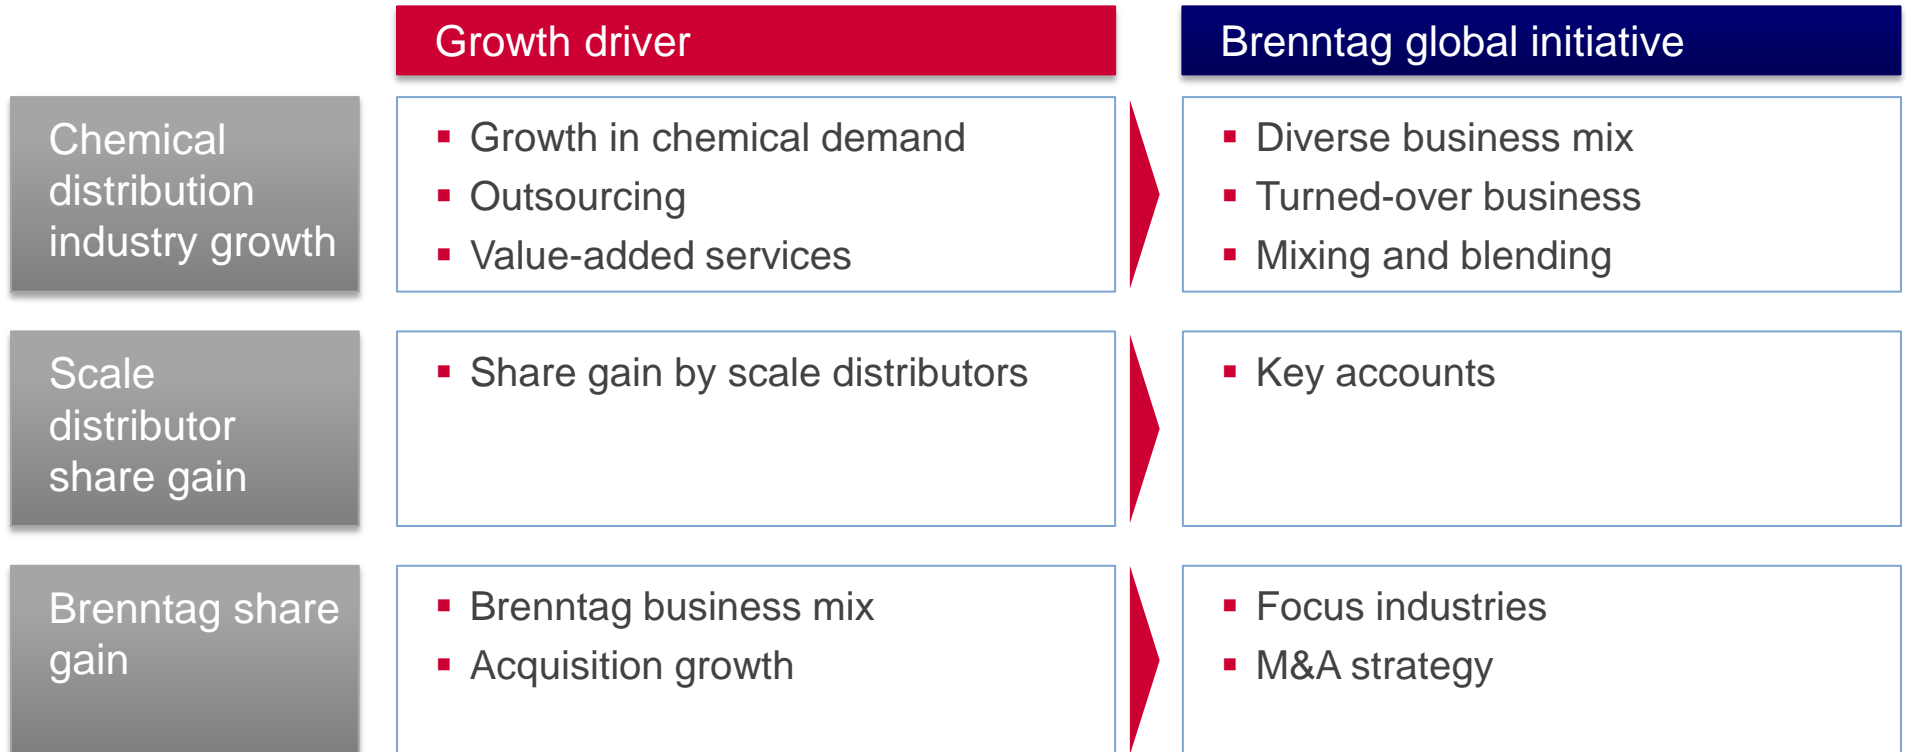 Growth driver
Brenntag global initiative
Chemical
distribution
industry growth
▪ Growth in chemical demand
▪ Outsourcing
▪ Value-added services
▪ Diverse business mix
▪ Turned-over business
▪ Mixing and blending
Scale
distributor
share gain
▪ Share gain by scale distributors
▪ Key accounts
Brenntag share
gain
▪ Brenntag business mix
▪ Acquisition growth
▪ Focus industries
▪ M&A strategy